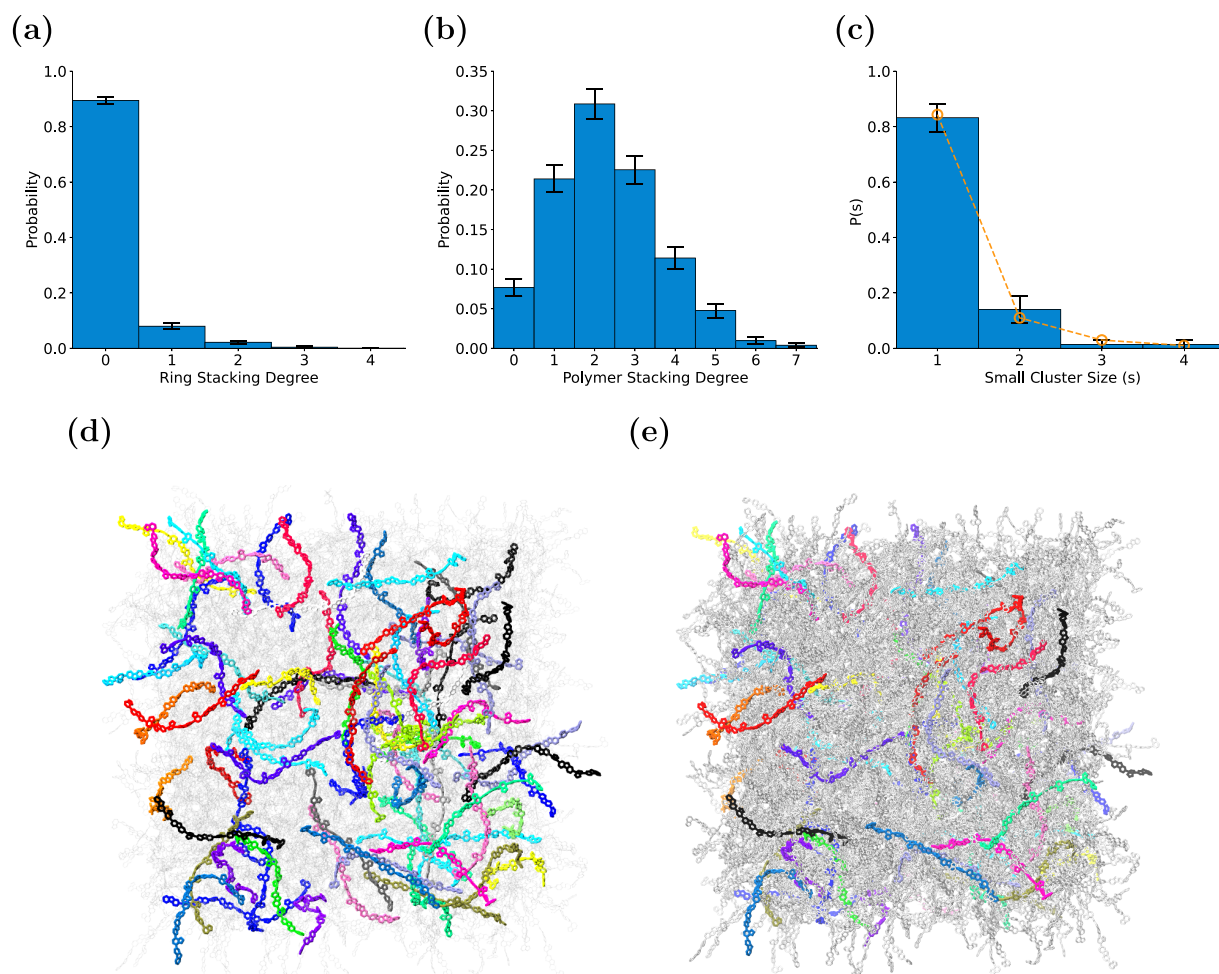 (a)
1.0
0.8
0.6
0.4
0.2
0.0
Probability
0 1 2 3 4
Ring Stacking Degree
(b)
0.35
0.30
0.25
0.20
0.15
0.10
0.05
0.00
Probability
0 1 2 3 4 5 6 7
Polymer Stacking Degree
(c)
1.0
0.8
0.6
0.4
0.2
0.0
P(s)
1 2 3 4
Small Cluster Size (s)
(d)
(e)